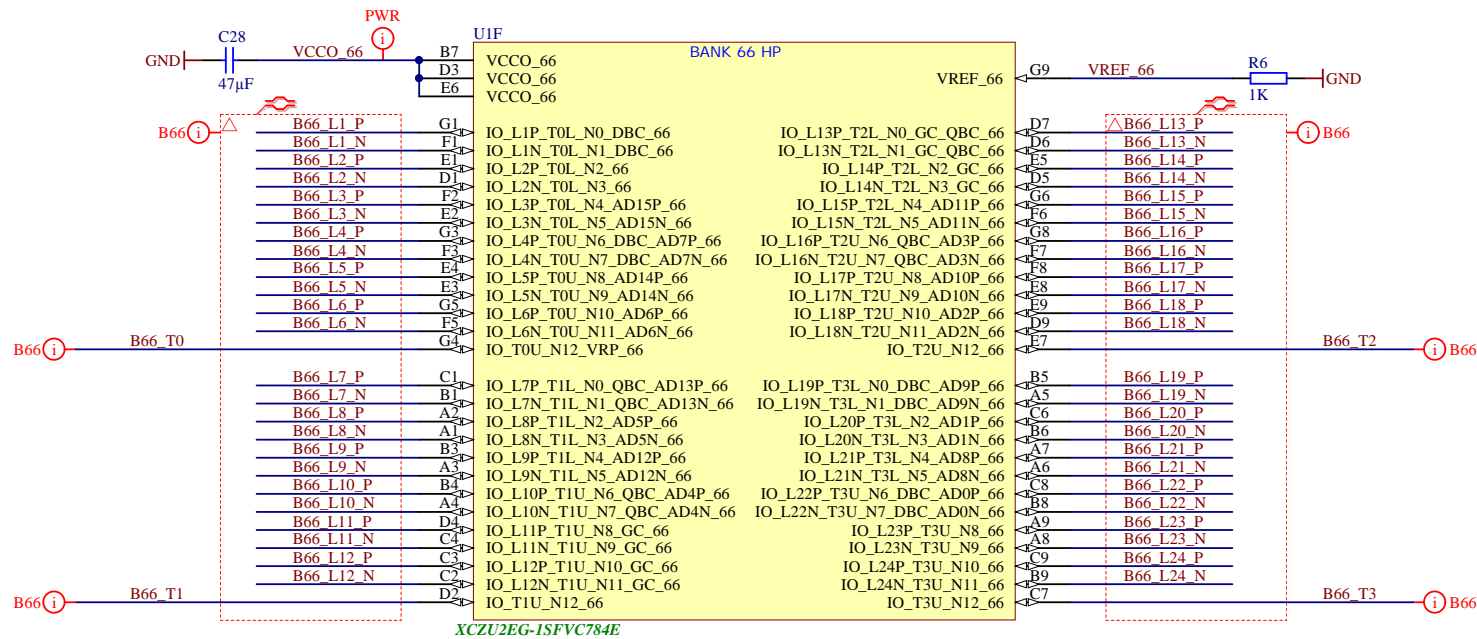 PWR
i
U1F
C28
GND
47µF
VCCO_66
BANK 66 HP
B7 VCCO_66
D3 VCCO_66
E6 VCCO_66
VREF_66 G9 VREF_66
R6
1K
GND
B66 i
i B66
B66_L1_P G1 IO_L1P_T0L_N0_DBC_66 IO_L13P_T2L_N0_GC_QBC_66 D7 B66_L13_P
B66_L1_N F1 IO_L1N_T0L_N1_DBC_66 IO_L13N_T2L_N1_GC_QBC_66 D6 B66_L13_N
B66_L2_P E1 IO_L2P_T0L_N2_66 IO_L14P_T2L_N2_GC_66 E5 B66_L14_P
B66_L2_N D1 IO_L2N_T0L_N3_66 IO_L14N_T2L_N3_GC_66 D5 B66_L14_N
B66_L3_P F2 IO_L3P_T0L_N4_AD15P_66 IO_L15P_T2L_N4_AD11P_66 G6 B66_L15_P
B66_L3_N E2 IO_L3N_T0L_N5_AD15N_66 IO_L15N_T2L_N5_AD11N_66 F6 B66_L15_N
B66_L4_P G3 IO_L4P_T0U_N6_DBC_AD7P_66 IO_L16P_T2U_N6_QBC_AD3P_66 G8 B66_L16_P
B66_L4_N F3 IO_L4N_T0U_N7_DBC_AD7N_66 IO_L16N_T2U_N7_QBC_AD3N_66 F7 B66_L16_N
B66_L5_P E4 IO_L5P_T0U_N8_AD14P_66 IO_L17P_T2U_N8_AD10P_66 F8 B66_L17_P
B66_L5_N E3 IO_L5N_T0U_N9_AD14N_66 IO_L17N_T2U_N9_AD10N_66 E8 B66_L17_N
B66_L6_P G5 IO_L6P_T0U_N10_AD6P_66 IO_L18P_T2U_N10_AD2P_66 E9 B66_L18_P
B66_L6_N F5 IO_L6N_T0U_N11_AD6N_66 IO_L18N_T2U_N11_AD2N_66 D9 B66_L18_N
B66 i B66_T0 G4 IO_T0U_N12_VRP_66 IO_T2U_N12_66 E7 B66_T2 i B66
B66_L7_P C1 IO_L7P_T1L_N0_QBC_AD13P_66 IO_L19P_T3L_N0_DBC_AD9P_66 B5 B66_L19_P
B66_L7_N B1 IO_L7N_T1L_N1_QBC_AD13N_66 IO_L19N_T3L_N1_DBC_AD9N_66 A5 B66_L19_N
B66_L8_P A2 IO_L8P_T1L_N2_AD5P_66 IO_L20P_T3L_N2_AD1P_66 C6 B66_L20_P
B66_L8_N A1 IO_L8N_T1L_N3_AD5N_66 IO_L20N_T3L_N3_AD1N_66 B6 B66_L20_N
B66_L9_P B3 IO_L9P_T1L_N4_AD12P_66 IO_L21P_T3L_N4_AD8P_66 A7 B66_L21_P
B66_L9_N A3 IO_L9N_T1L_N5_AD12N_66 IO_L21N_T3L_N5_AD8N_66 A6 B66_L21_N
B66_L10_P B4 IO_L10P_T1U_N6_QBC_AD4P_66 IO_L22P_T3U_N6_DBC_AD0P_66 C8 B66_L22_P
B66_L10_N A4 IO_L10N_T1U_N7_QBC_AD4N_66 IO_L22N_T3U_N7_DBC_AD0N_66 B8 B66_L22_N
B66_L11_P D4 IO_L11P_T1U_N8_GC_66 IO_L23P_T3U_N8_66 A9 B66_L23_P
B66_L11_N C4 IO_L11N_T1U_N9_GC_66 IO_L23N_T3U_N9_66 A8 B66_L23_N
B66_L12_P C3 IO_L12P_T1U_N10_GC_66 IO_L24P_T3U_N10_66 C9 B66_L24_P
B66_L12_N C2 IO_L12N_T1U_N11_GC_66 IO_L24N_T3U_N11_66 B9 B66_L24_N
B66 i B66_T1 D2 IO_T1U_N12_66 IO_T3U_N12_66 C7 B66_T3 i B66
XCZU2EG-1SFVC784E